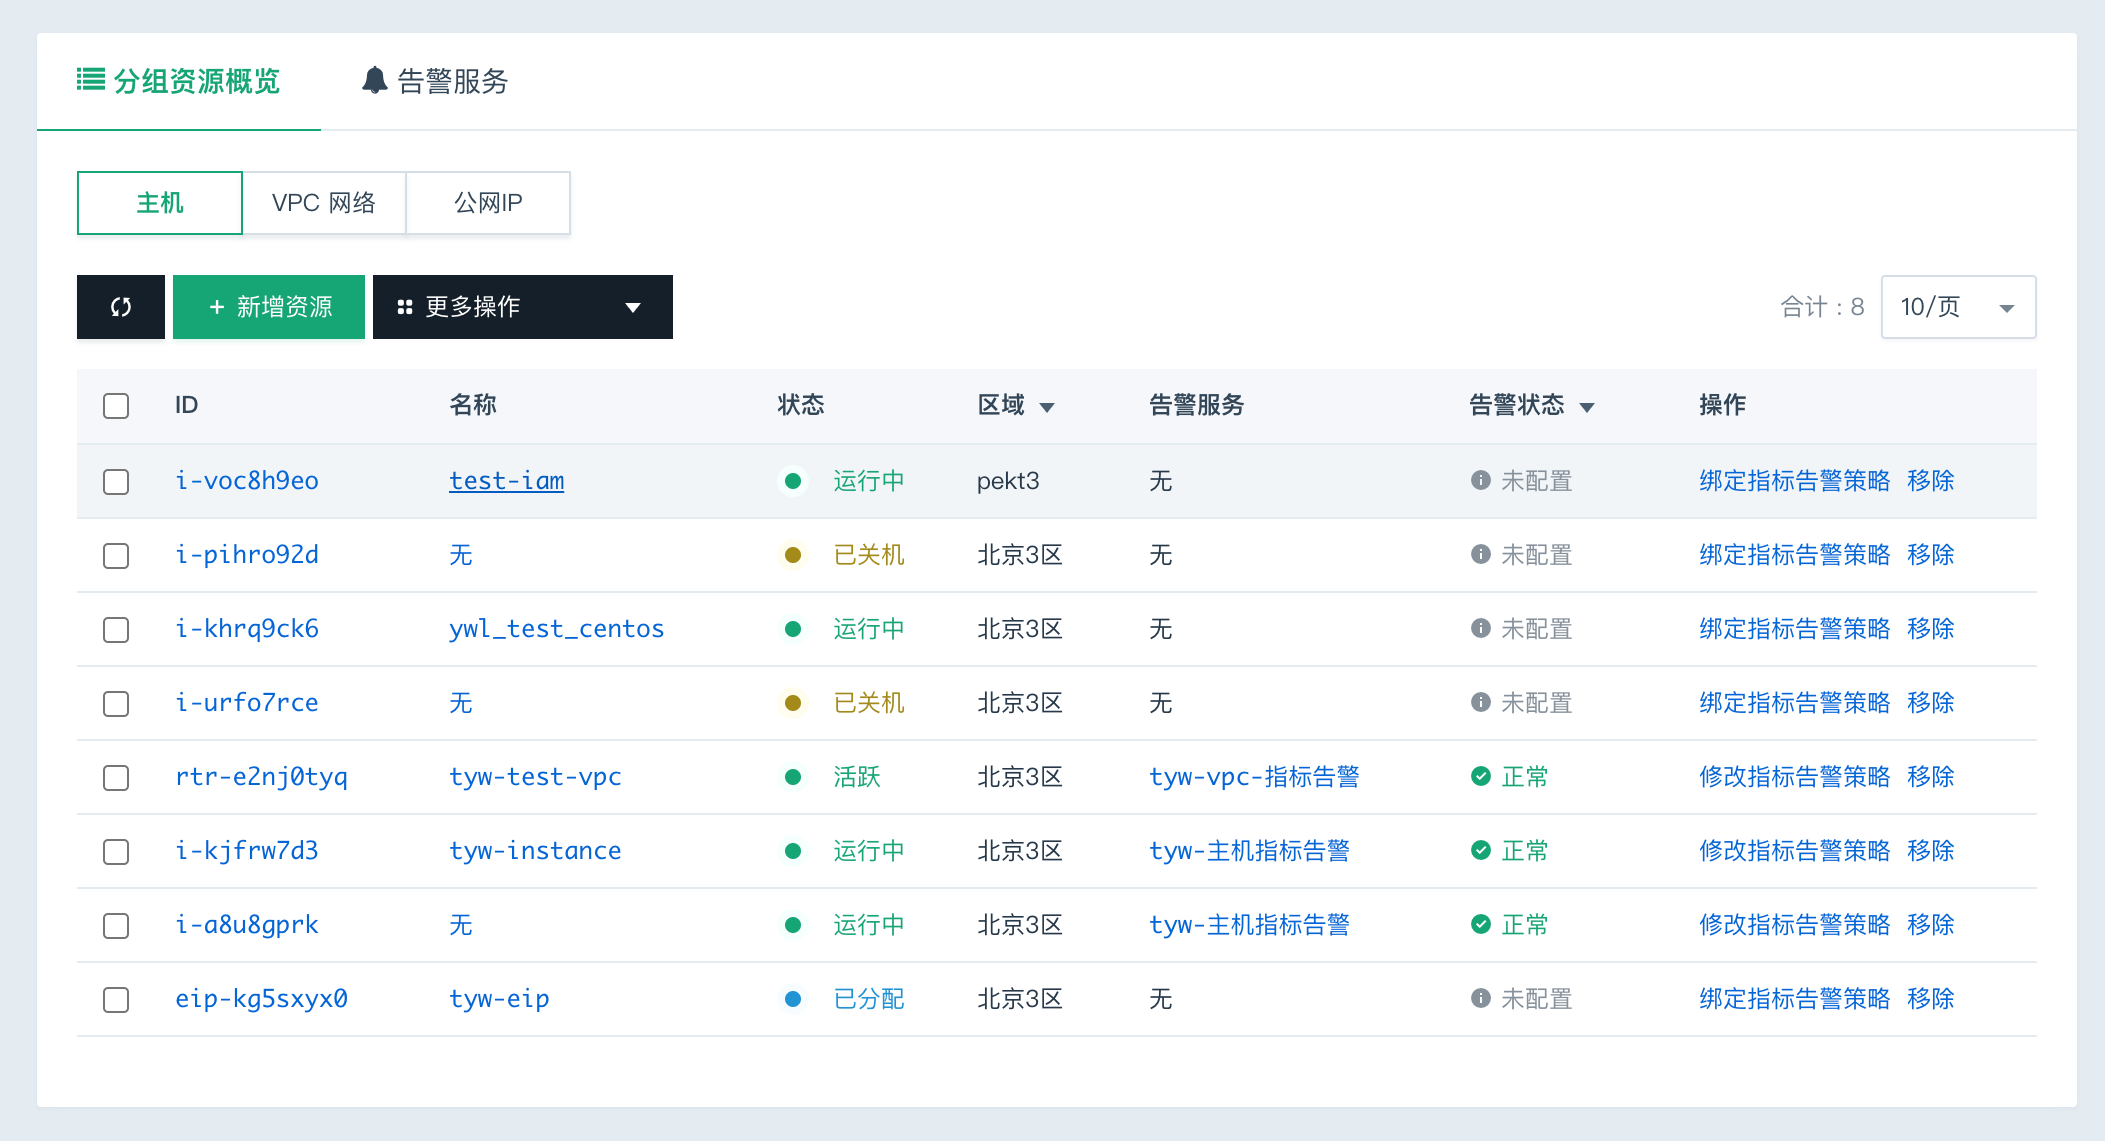 分组资源概览 告警服务
主机 VPC 网络 公网IP
+ 新增资源 更多操作 合计：8 10/页
ID 名称 状态 区域 告警服务 告警状态 操作
i-voc8h9eo test-iam 运行中 pekt3 无 未配置 绑定指标告警策略 移除
i-pihro92d 无 已关机 北京3区 无 未配置 绑定指标告警策略 移除
i-khrq9ck6 ywl_test_centos 运行中 北京3区 无 未配置 绑定指标告警策略 移除
i-urfo7rce 无 已关机 北京3区 无 未配置 绑定指标告警策略 移除
rtr-e2nj0tyq tyw-test-vpc 活跃 北京3区 tyw-vpc-指标告警 正常 修改指标告警策略 移除
i-kjfrw7d3 tyw-instance 运行中 北京3区 tyw-主机指标告警 正常 修改指标告警策略 移除
i-a8u8gprk 无 运行中 北京3区 tyw-主机指标告警 正常 修改指标告警策略 移除
eip-kg5sxyx0 tyw-eip 已分配 北京3区 无 未配置 绑定指标告警策略 移除